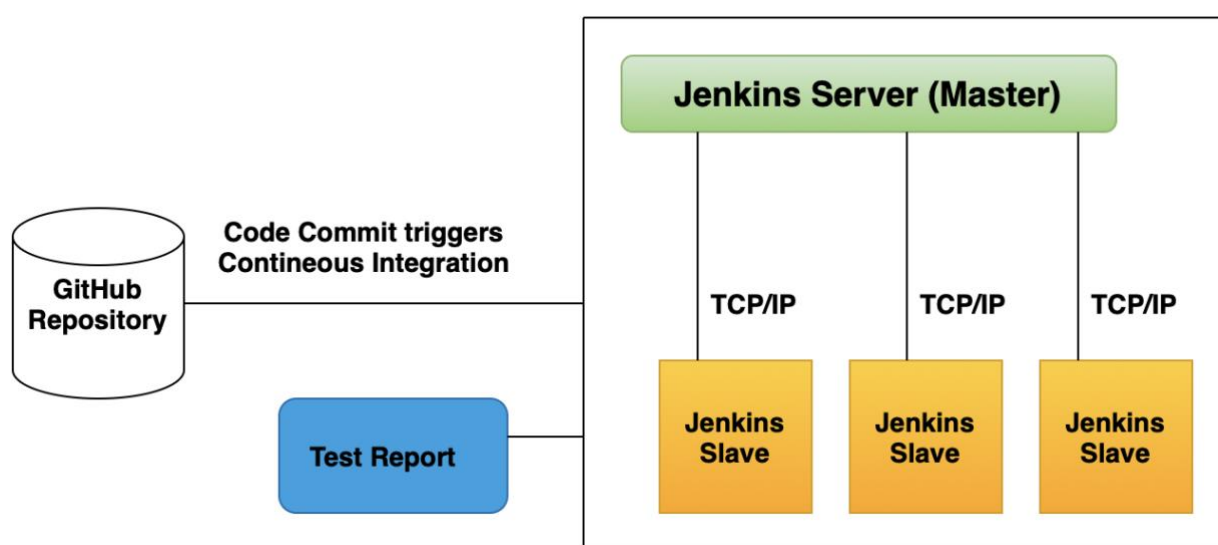 Jenkins Server (Master)
Code Commit triggers
Contineous Integration
GitHub
Repository
TCP/IP
TCP/IP
TCP/IP
Jenkins
Slave
Jenkins
Slave
Jenkins
Slave
Test Report